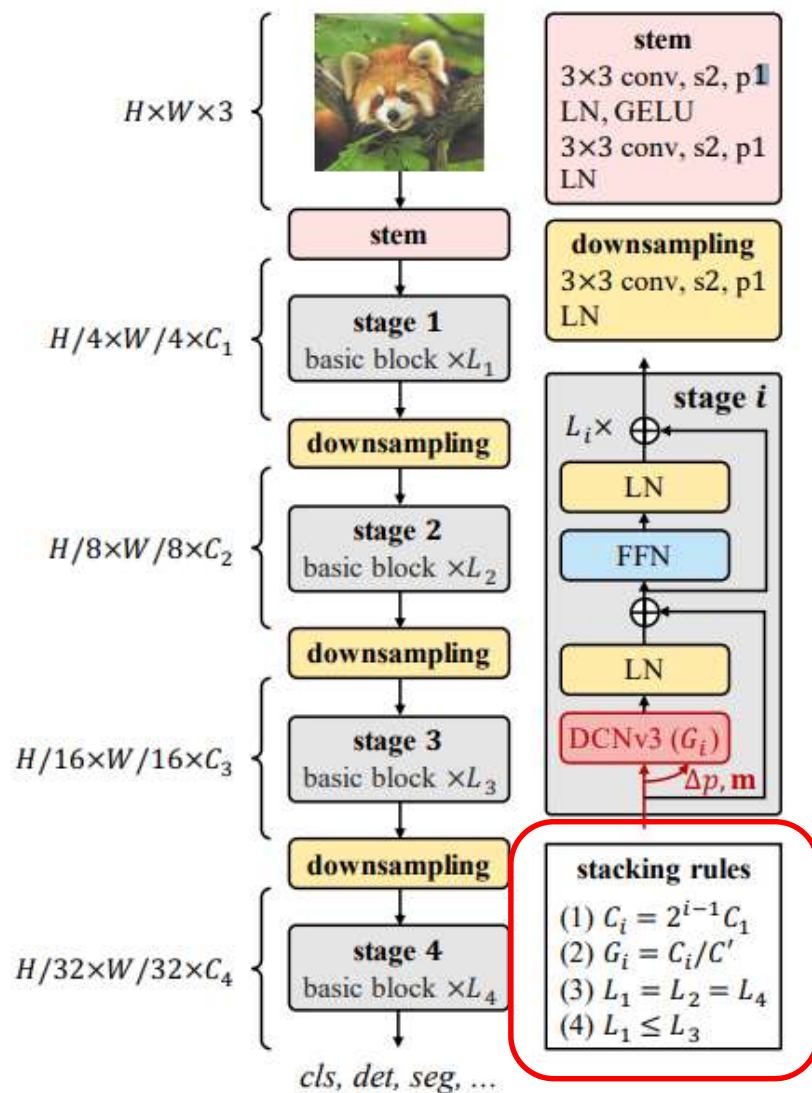 H×W×3
stem
stage 1
H/4×W/4×C₁
basic block ×L₁
downsampling
stage 2
H/8×W/8×C₂
basic block ×L₂
downsampling
stage 3
H/16×W/16×C₃
basic block ×L₃
downsampling
stage 4
H/32×W/32×C₄
basic block ×L₄
cls, det, seg, ...
stem
3×3 conv, s2, p1
LN, GELU
3×3 conv, s2, p1
LN
downsampling
3×3 conv, s2, p1
LN
stage i
Lᵢ×
LN
FFN
LN
DCNv3 (Gᵢ)
Δp, m
stacking rules
(1) Cᵢ = 2ⁱ⁻¹C₁
(2) Gᵢ = Cᵢ/C′
(3) L₁ = L₂ = L₄
(4) L₁ ≤ L₃